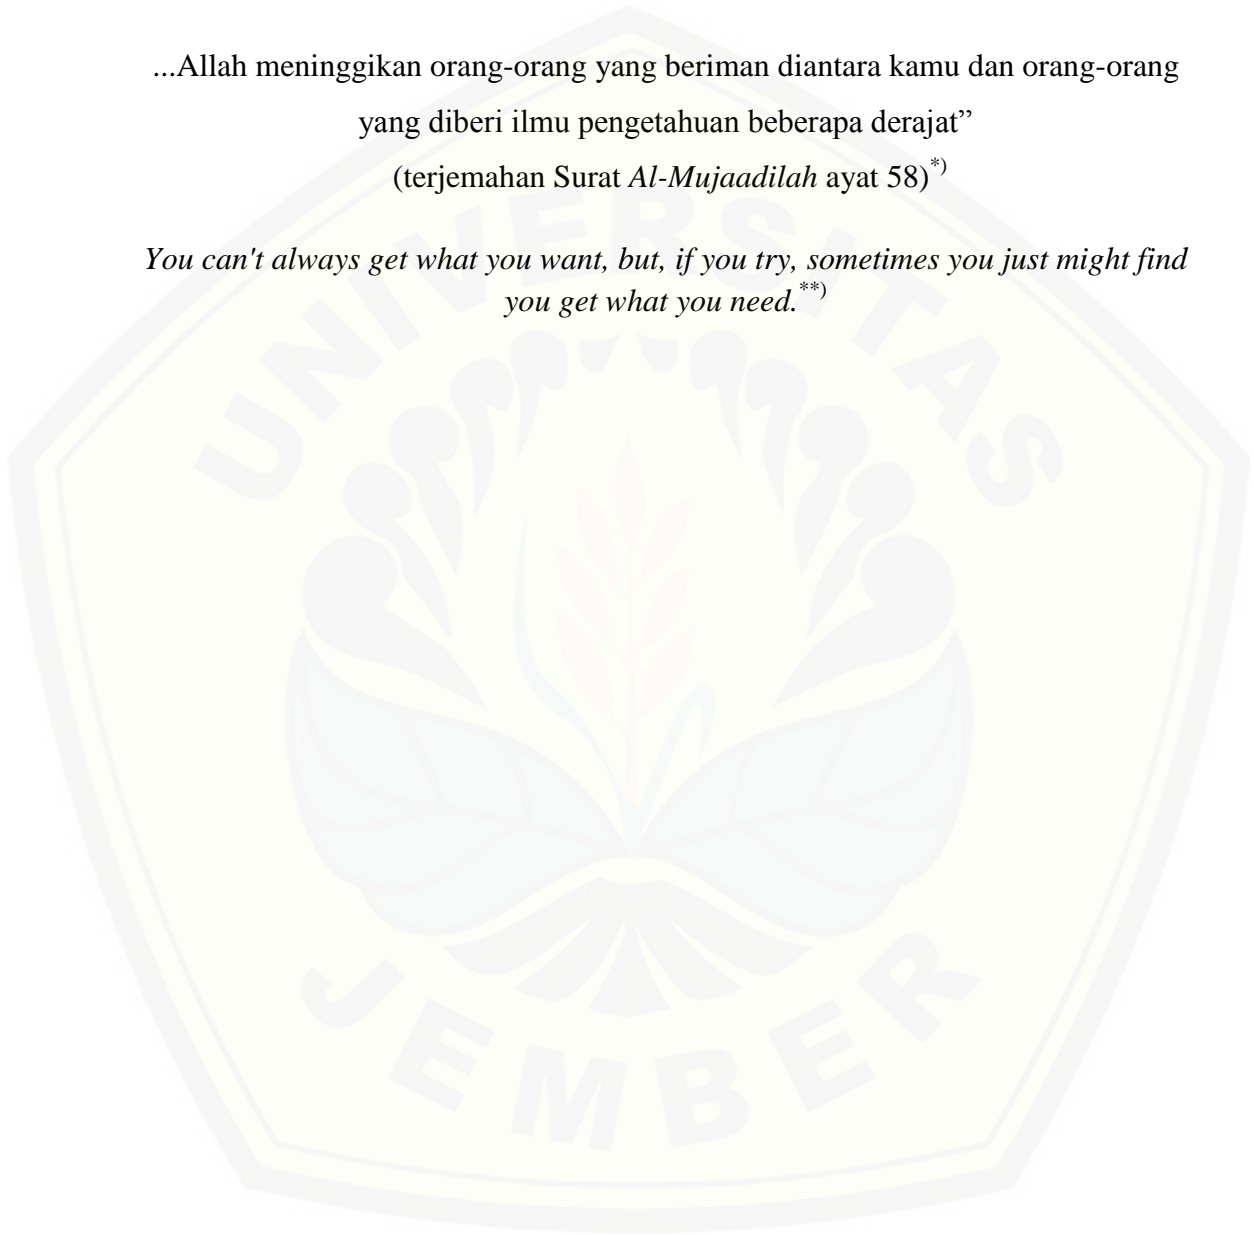 ...Allah meninggikan orang-orang yang beriman diantara kamu dan orang-orang
yang diberi ilmu pengetahuan beberapa derajat”
(terjemahan Surat Al-Mujaadilah ayat 58)*)
You can't always get what you want, but, if you try, sometimes you just might find
you get what you need.**)
UNIVERSITAS
JEMBER